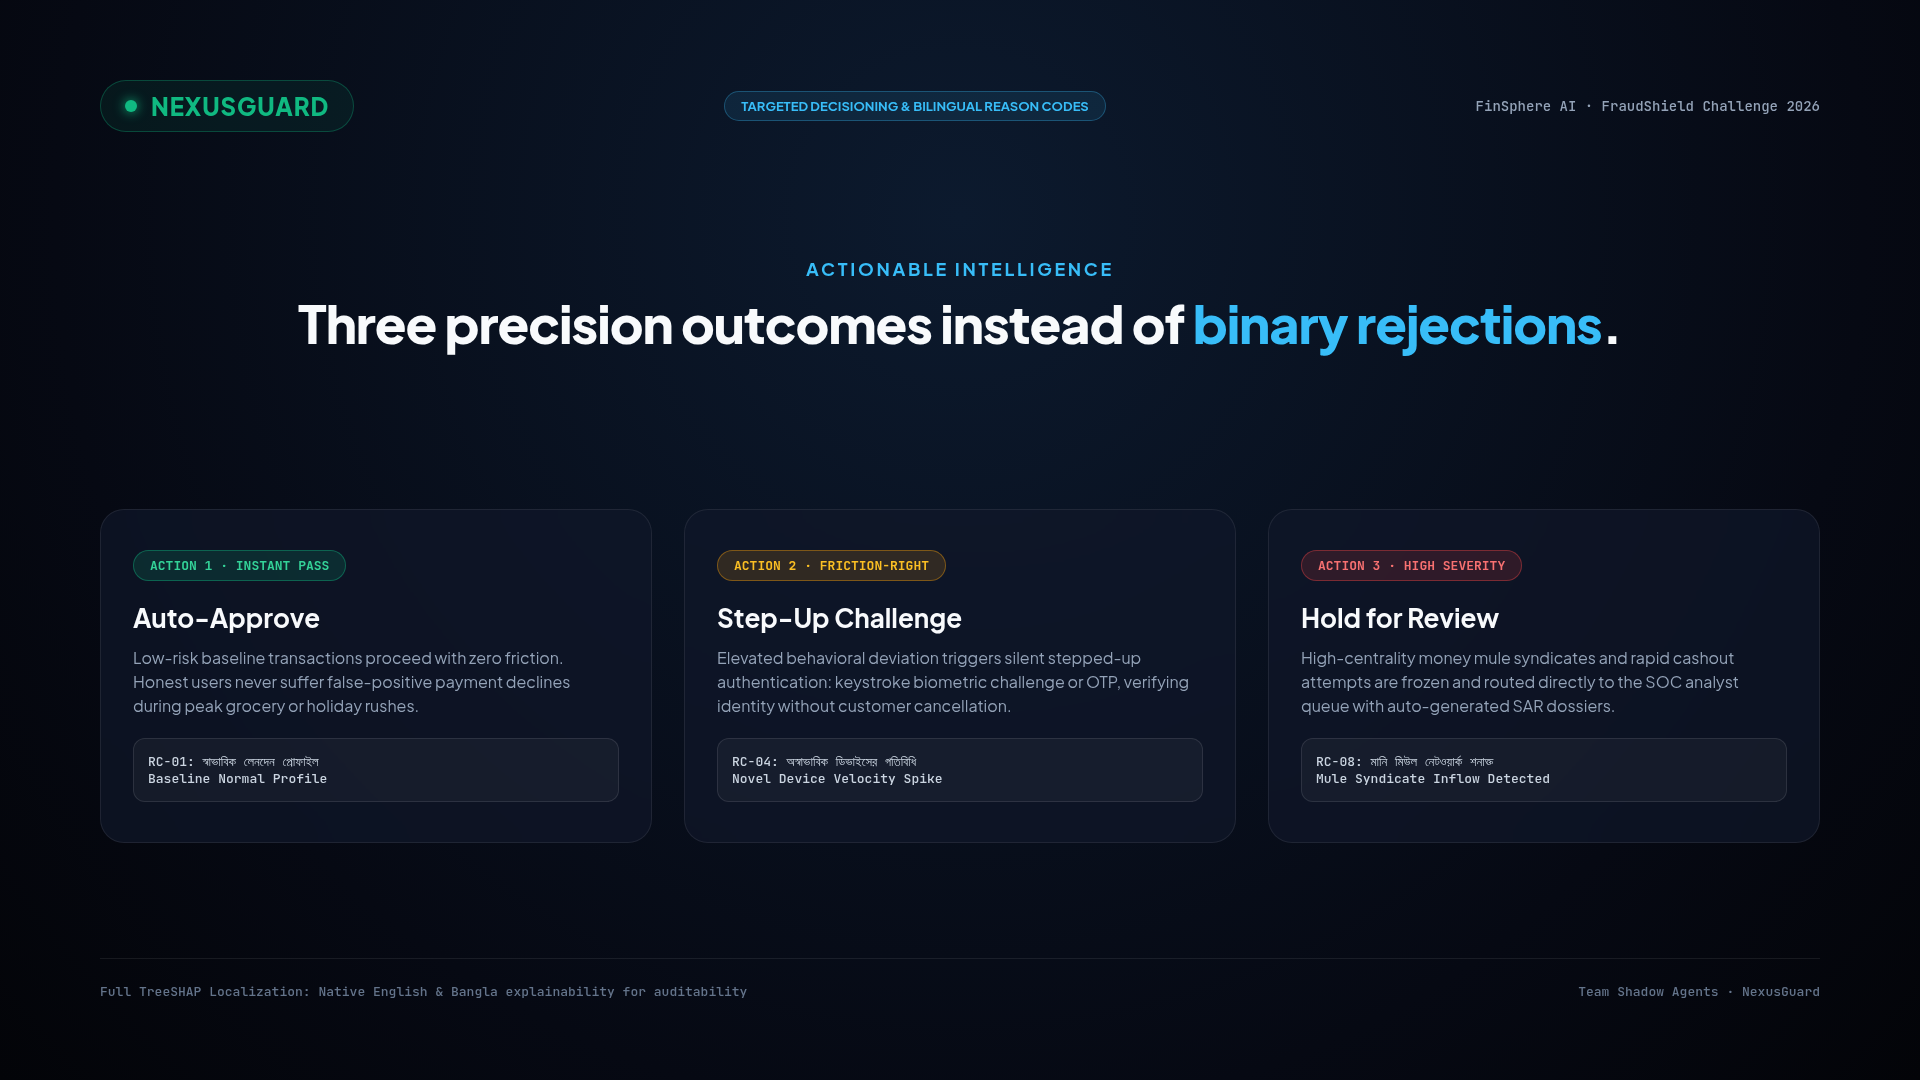 NEXUSGUARD
TARGETED DECISIONING & BILINGUAL REASON CODES
FinSphere AI · FraudShield Challenge 2026
ACTIONABLE INTELLIGENCE
Three precision outcomes instead of binary rejections.
ACTION 1 · INSTANT PASS
Auto-Approve
Low-risk baseline transactions proceed with zero friction.
Honest users never suffer false-positive payment declines
during peak grocery or holiday rushes.
RC-01: স্বাভাবিক লেনদেন প্রোফাইল
Baseline Normal Profile
ACTION 2 · FRICTION-RIGHT
Step-Up Challenge
Elevated behavioral deviation triggers silent stepped-up
authentication: keystroke biometric challenge or OTP, verifying
identity without customer cancellation.
RC-04: অস্বাভাবিক ডিভাইসের গতিবিধি
Novel Device Velocity Spike
ACTION 3 · HIGH SEVERITY
Hold for Review
High-centrality money mule syndicates and rapid cashout
attempts are frozen and routed directly to the SOC analyst
queue with auto-generated SAR dossiers.
RC-08: মানি মিউল নেটওয়ার্ক শনাক্ত
Mule Syndicate Inflow Detected
Full TreeSHAP Localization: Native English & Bangla explainability for auditability
Team Shadow Agents · NexusGuard